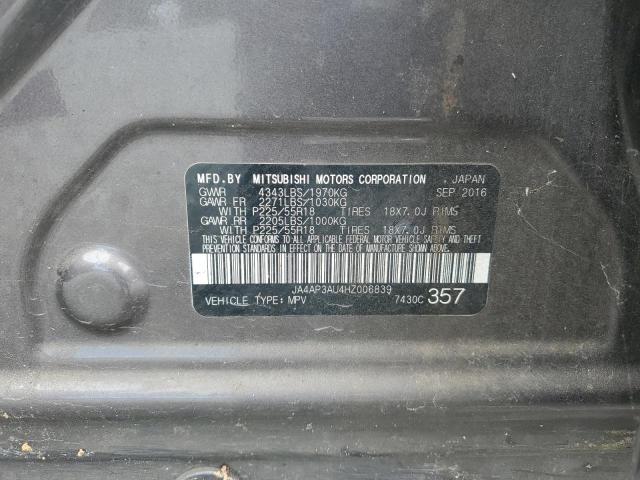 MFD.BY MITSUBISHI MOTORS CORPORATION , JAPAN
GVWR 4343LBS/1970KG SEP 2016
GAWR FR 2271LBS/1030KG
WITH P225/55R18 TIRES 18X7.0J RIMS
GAWR RR 2205LBS/1000KG
WITH P225/55R18 TIRES 18X7.0J RIMS
THIS VEHICLE CONFORMS TO ALL APPLICABLE FEDERAL MOTOR VEHICLE SAFETY AND THEFT
PREVENTION STANDARDS IN EFFECT ON THE DATE OF MANUFACTURE SHOWN ABOVE.
JA4AP3AU4HZ006839
VEHICLE TYPE: MPV 7430C 357